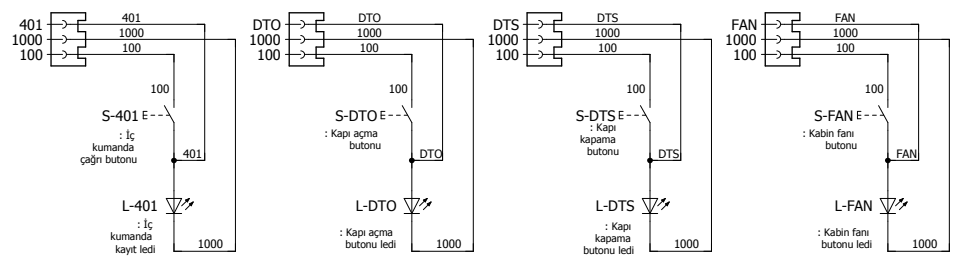 401
1000
100
401
1000
100
100
S-401
: İç
kumanda
çağrı butonu
401
L-401
: İç
kumanda
kayıt ledi
1000
DTO
1000
100
DTO
1000
100
100
S-DTO
: Kapı açma
butonu
DTO
L-DTO
: Kapı açma
butonu ledi
1000
DTS
1000
100
DTS
1000
100
100
S-DTS
: Kapı
kapama
butonu
DTS
L-DTS
: Kapı
kapama
butonu ledi
1000
FAN
1000
100
FAN
1000
100
100
S-FAN
: Kabin fanı
butonu
FAN
L-FAN
: Kabin fanı
butonu ledi
1000